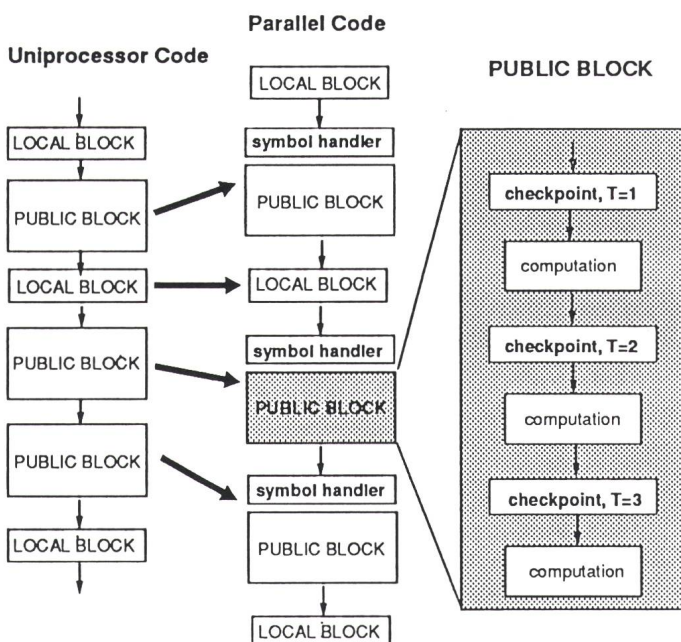 Uniprocessor Code
LOCAL BLOCK
PUBLIC BLOCK
LOCAL BLOCK
PUBLIC BLOCK
PUBLIC BLOCK
LOCAL BLOCK
Parallel Code
LOCAL BLOCK
symbol handler
PUBLIC BLOCK
LOCAL BLOCK
symbol handler
PUBLIC BLOCK
symbol handler
PUBLIC BLOCK
LOCAL BLOCK
PUBLIC BLOCK
checkpoint, T=1
computation
checkpoint, T=2
computation
checkpoint, T=3
computation